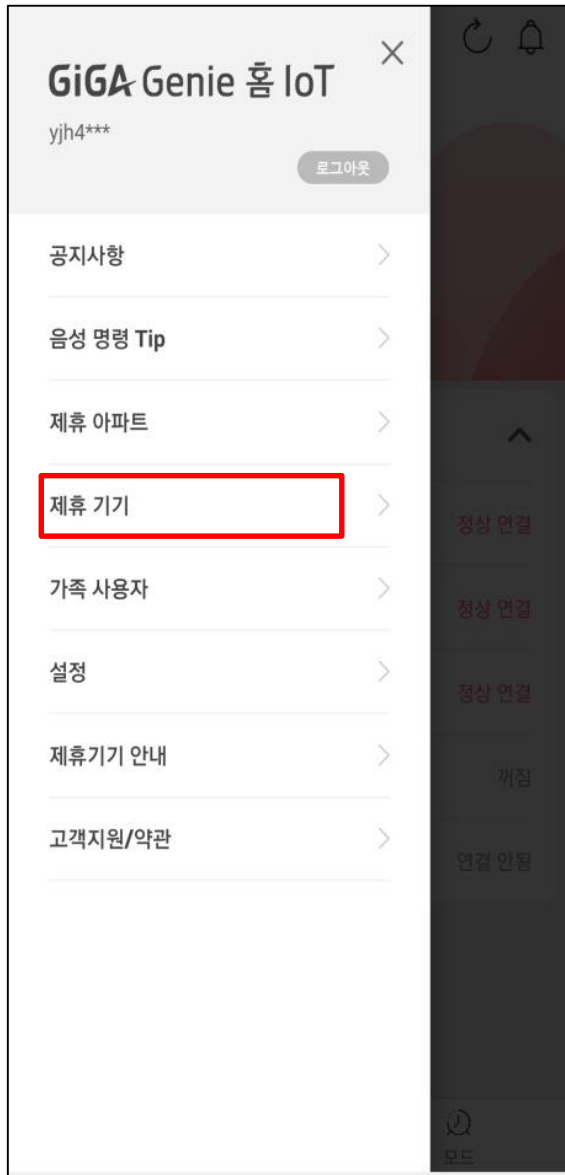 GiGA Genie 홈 IoT
yjh4***
로그아웃
공지사항
음성 명령 Tip
제휴 아파트
제휴 기기
정상 연결
가족 사용자
정상 연결
설정
정상 연결
제휴기기 안내
꺼짐
고객지원/약관
연결 안됨
모드